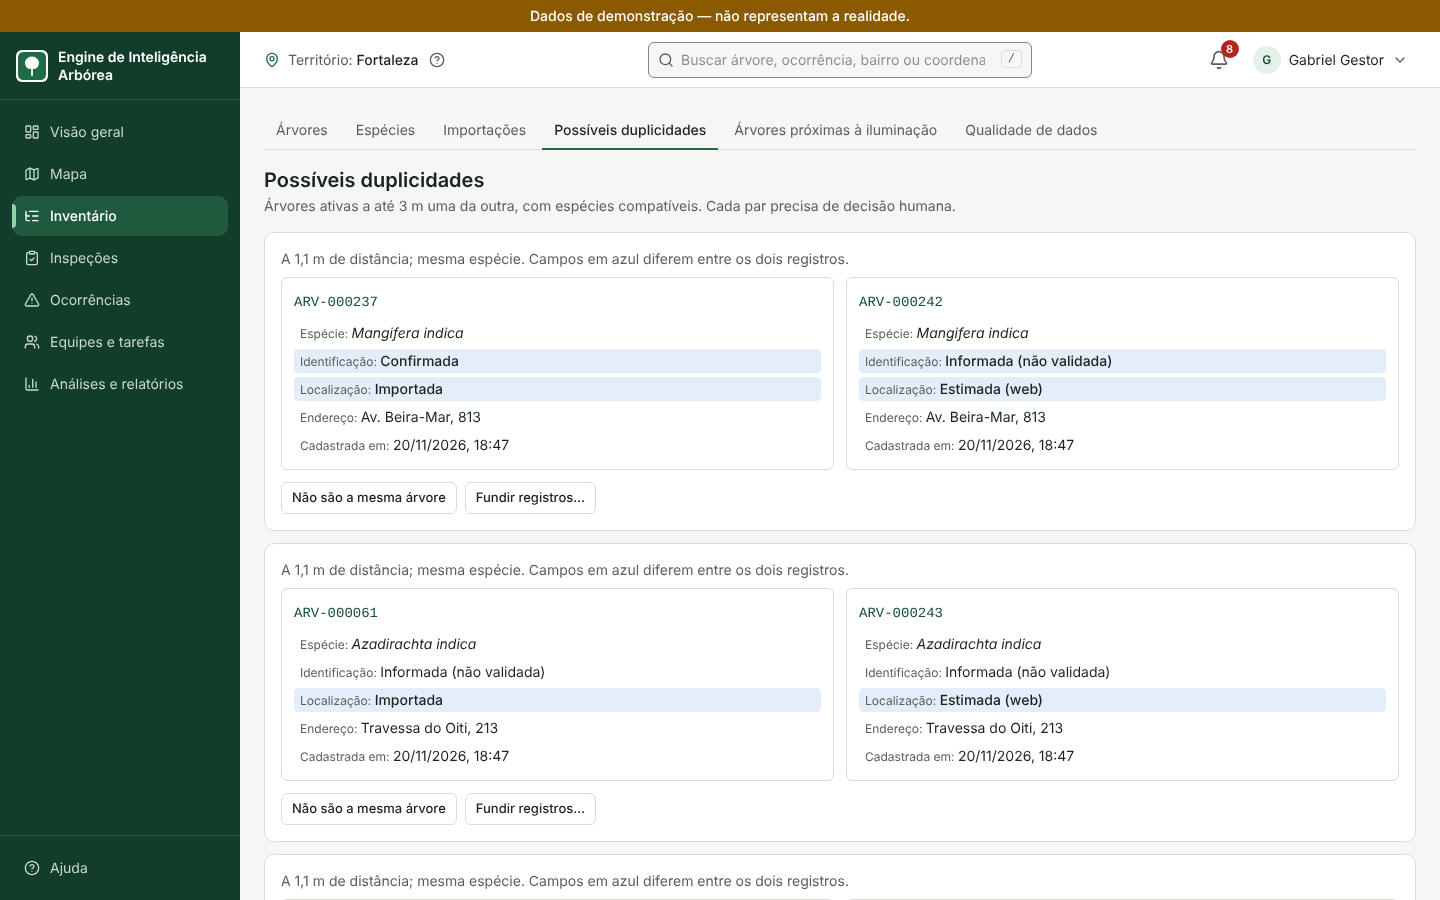 Dados de demonstração — não representam a realidade.
Engine de Inteligência
Arbórea
Território: Fortaleza
Buscar árvore, ocorrência, bairro ou coordena
/
8
G
Gabriel Gestor
Visão geral
Mapa
Inventário
Inspeções
Ocorrências
Equipes e tarefas
Análises e relatórios
Ajuda
Árvores
Espécies
Importações
Possíveis duplicidades
Árvores próximas à iluminação
Qualidade de dados
Possíveis duplicidades
Árvores ativas a até 3 m uma da outra, com espécies compatíveis. Cada par precisa de decisão humana.
A 1,1 m de distância; mesma espécie. Campos em azul diferem entre os dois registros.
ARV-000237
Espécie: Mangifera indica
Identificação: Confirmada
Localização: Importada
Endereço: Av. Beira-Mar, 813
Cadastrada em: 20/11/2026, 18:47
ARV-000242
Espécie: Mangifera indica
Identificação: Informada (não validada)
Localização: Estimada (web)
Endereço: Av. Beira-Mar, 813
Cadastrada em: 20/11/2026, 18:47
Não são a mesma árvore
Fundir registros...
A 1,1 m de distância; mesma espécie. Campos em azul diferem entre os dois registros.
ARV-000061
Espécie: Azadirachta indica
Identificação: Informada (não validada)
Localização: Importada
Endereço: Travessa do Oiti, 213
Cadastrada em: 20/11/2026, 18:47
ARV-000243
Espécie: Azadirachta indica
Identificação: Informada (não validada)
Localização: Estimada (web)
Endereço: Travessa do Oiti, 213
Cadastrada em: 20/11/2026, 18:47
Não são a mesma árvore
Fundir registros...
A 1,1 m de distância; mesma espécie. Campos em azul diferem entre os dois registros.